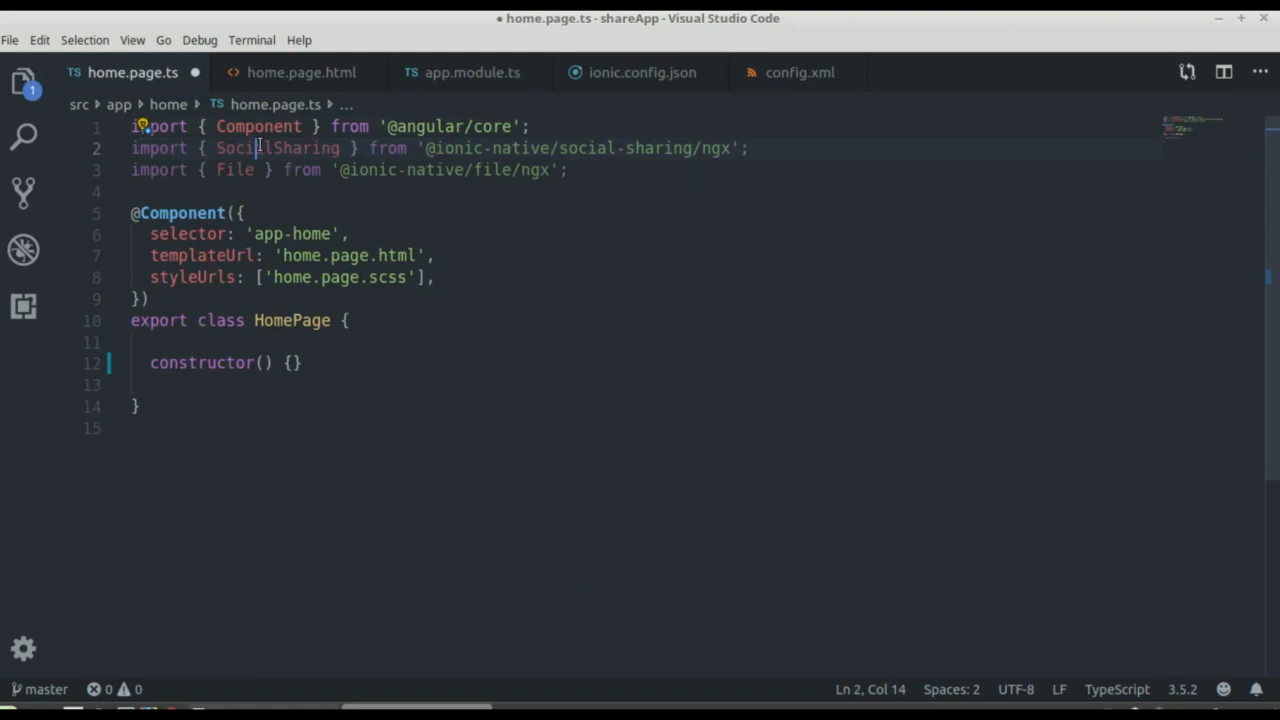 ● home.page.ts - shareApp - Visual Studio Code
File Edit Selection View Go Debug Terminal Help
TS home.page.ts ● <> home.page.html TS app.module.ts ionic.config.json config.xml ...
1
src app home TS home.page.ts ...
1 import { Component } from '@angular/core';
2 import { SocialSharing } from '@ionic-native/social-sharing/ngx';
3 import { File } from '@ionic-native/file/ngx';
4
5 @Component({
6 selector: 'app-home',
7 templateUrl: 'home.page.html',
8 styleUrls: ['home.page.scss'],
9 })
10 export class HomePage {
11
12 constructor() {}
13
14 }
15
master 0 0 Ln 2, Col 14 Spaces: 2 UTF-8 LF TypeScript 3.5.2